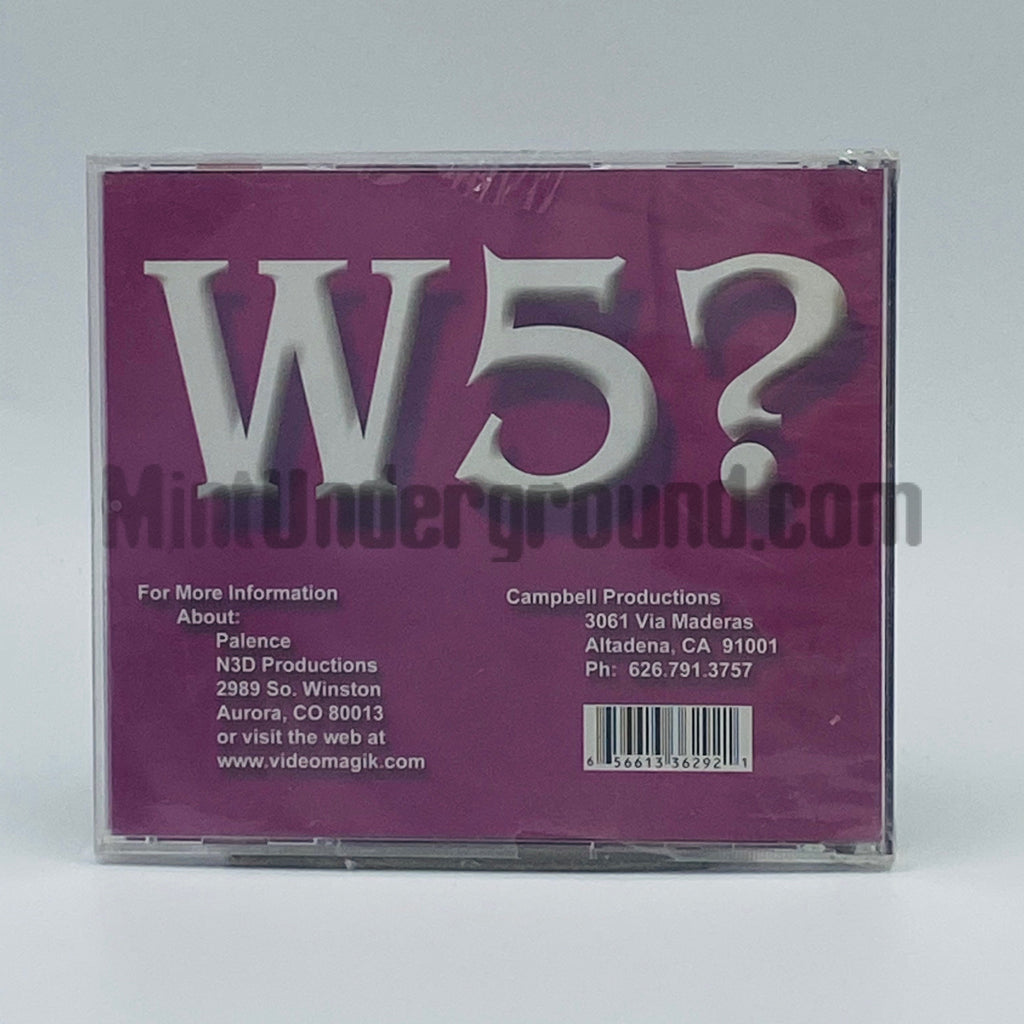 W5?
MintUnderground.com
For More Information
About:
Palence
N3D Productions
2989 So. Winston
Aurora, CO 80013
or visit the web at
www.videomagik.com
Campbell Productions
3061 Via Maderas
Altadena, CA  91001
Ph:  626.791.3757
6 56613 36292 1